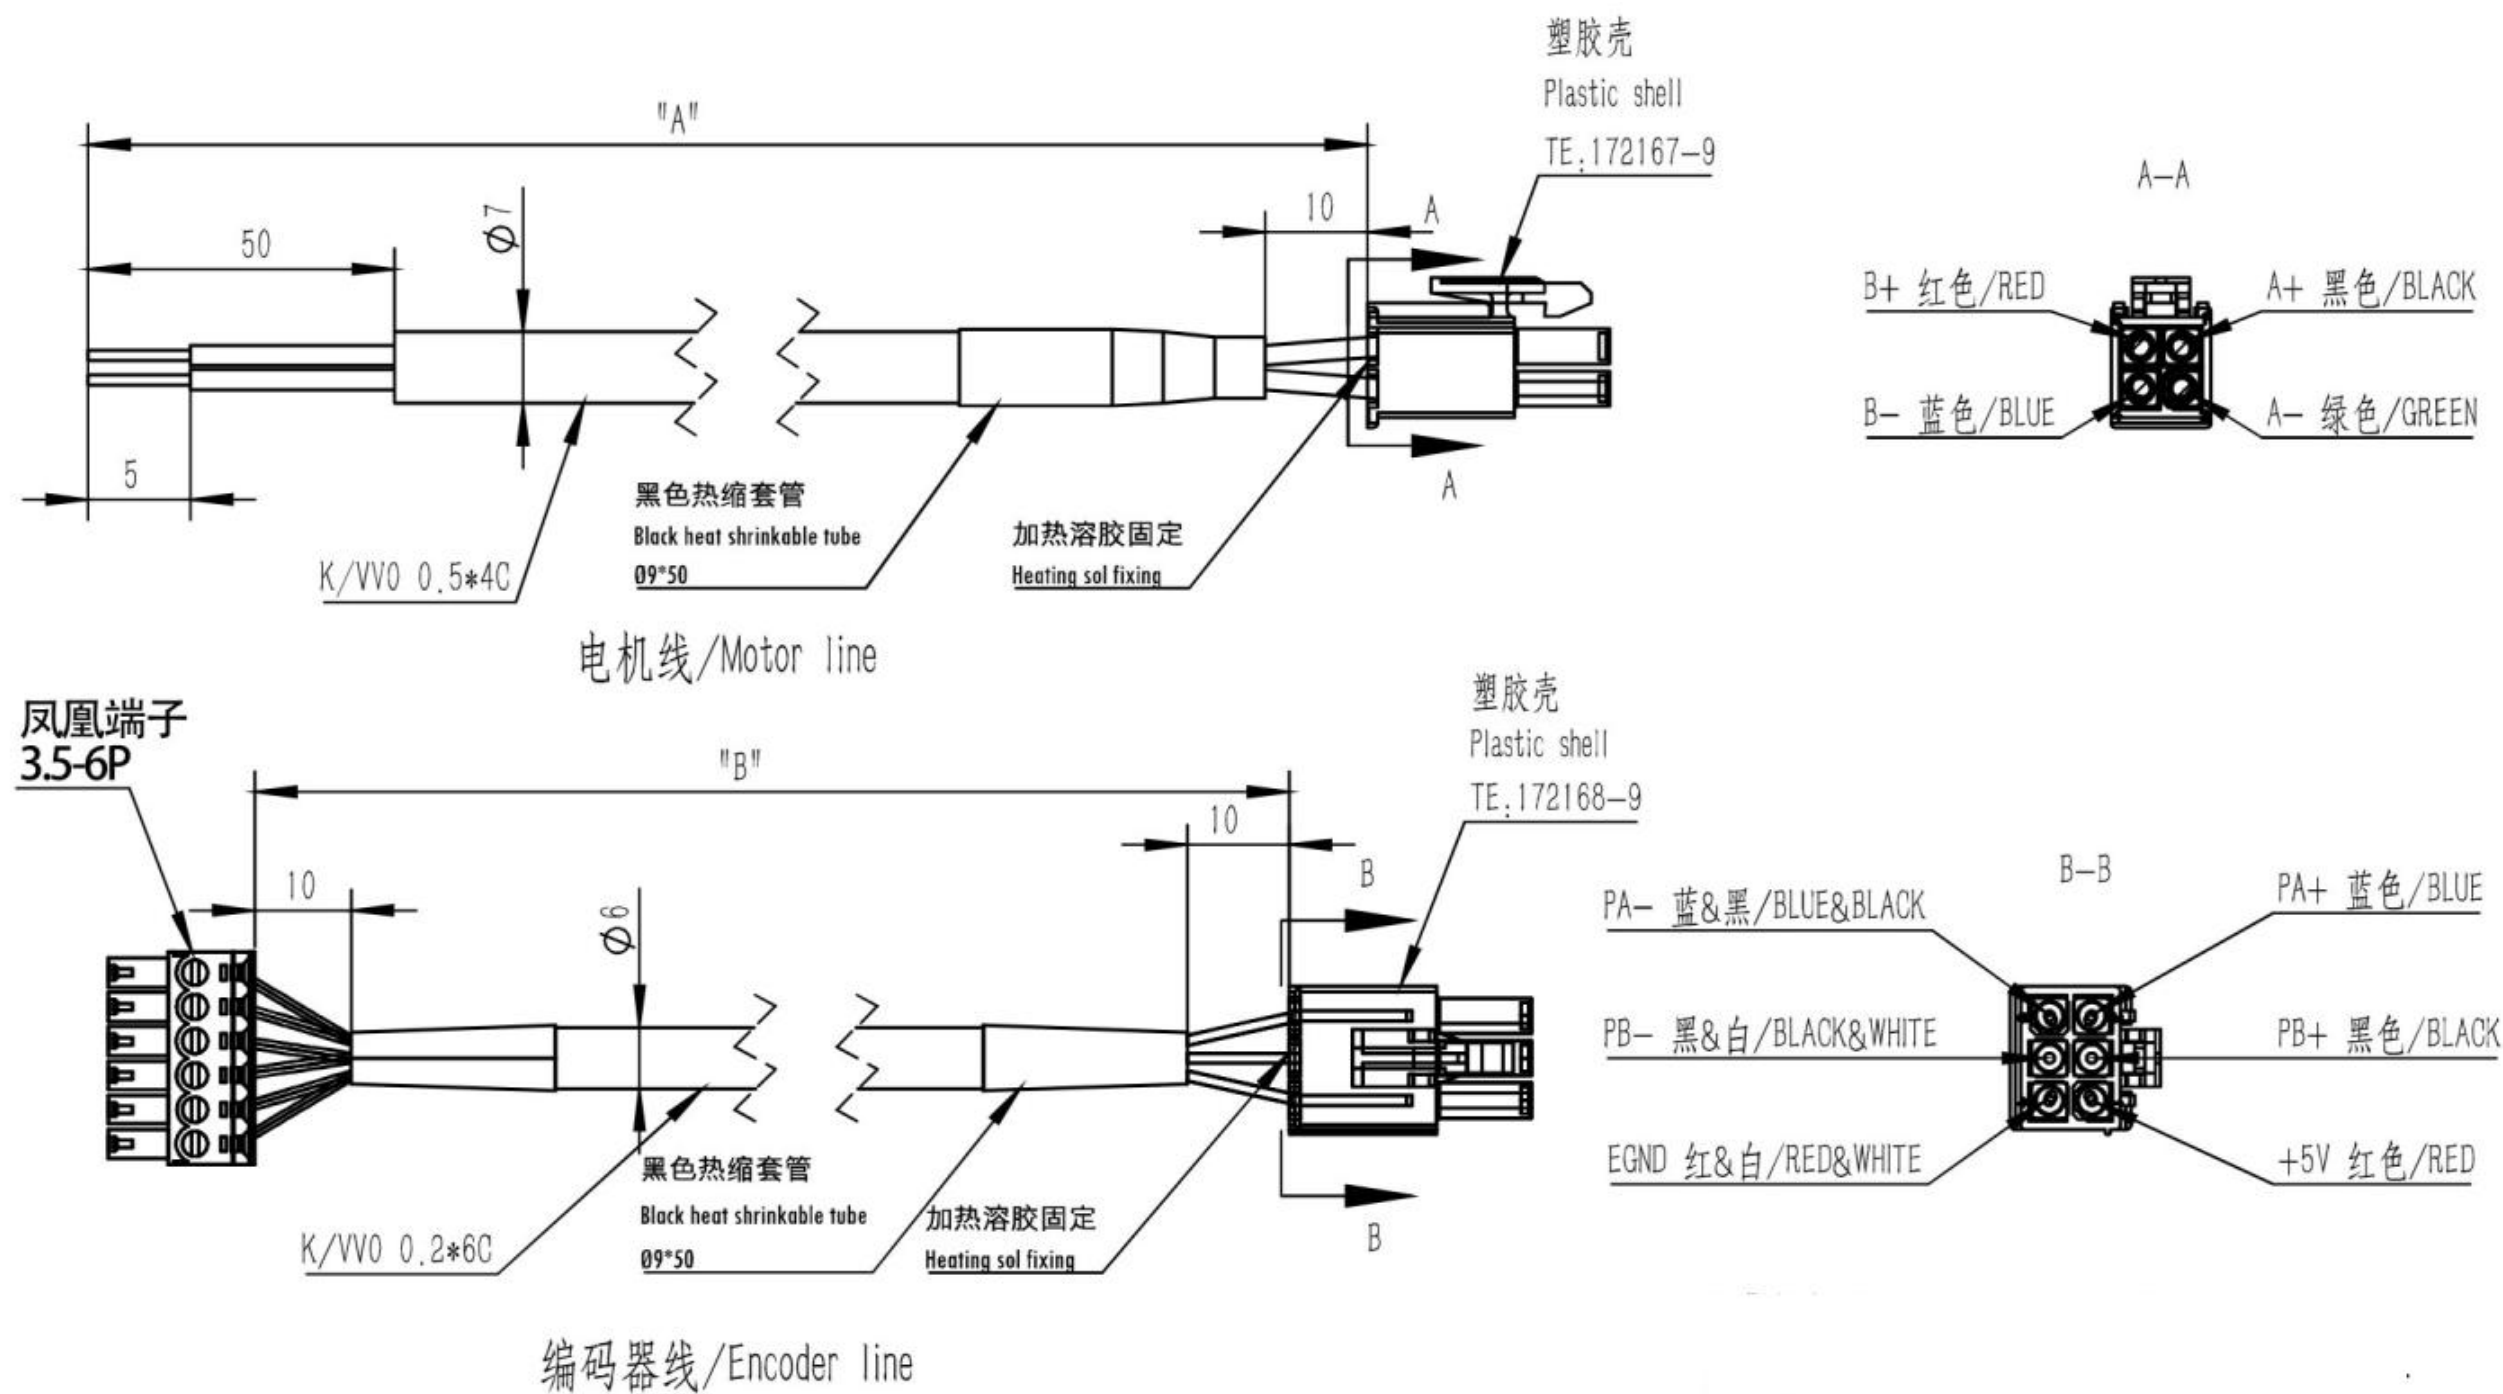 塑胶壳
Plastic shell
TE:172167-9
"A"
A-A
50
Ø7
10
A
B+ 红色/RED
A+ 黑色/BLACK
B- 蓝色/BLUE
A- 绿色/GREEN
5
A
黑色热缩套管
Black heat shrinkable tube
Ø9*50
加热溶胶固定
Heating sol fixing
K/VVO 0.5*4C
电机线/Motor line
凤凰端子
3.5-6P
塑胶壳
Plastic shell
TE:172168-9
"B"
10
10
Ø6
B
B-B
PA- 蓝&黑/BLUE&BLACK
PA+ 蓝色/BLUE
PB- 黑&白/BLACK&WHITE
PB+ 黑色/BLACK
EGND 红&白/RED&WHITE
+5V 红色/RED
黑色热缩套管
Black heat shrinkable tube
Ø9*50
加热溶胶固定
Heating sol fixing
B
K/VVO 0.2*6C
编码器线/Encoder line